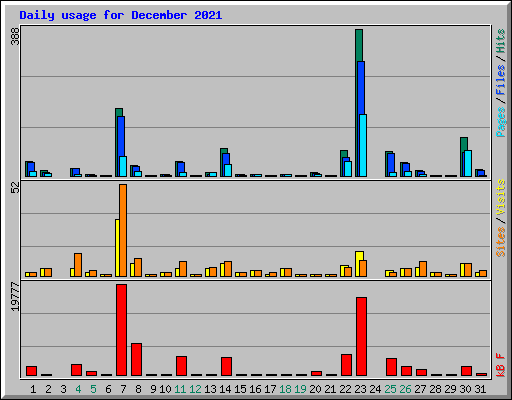 Daily usage for December 2021
388
Pages/Files/Hits
52
Sites/Visits
19777
kB F
1 2 3 4 5 6 7 8 9 10 11 12 13 14 15 16 17 18 19 20 21 22 23 24 25 26 27 28 29 30 31